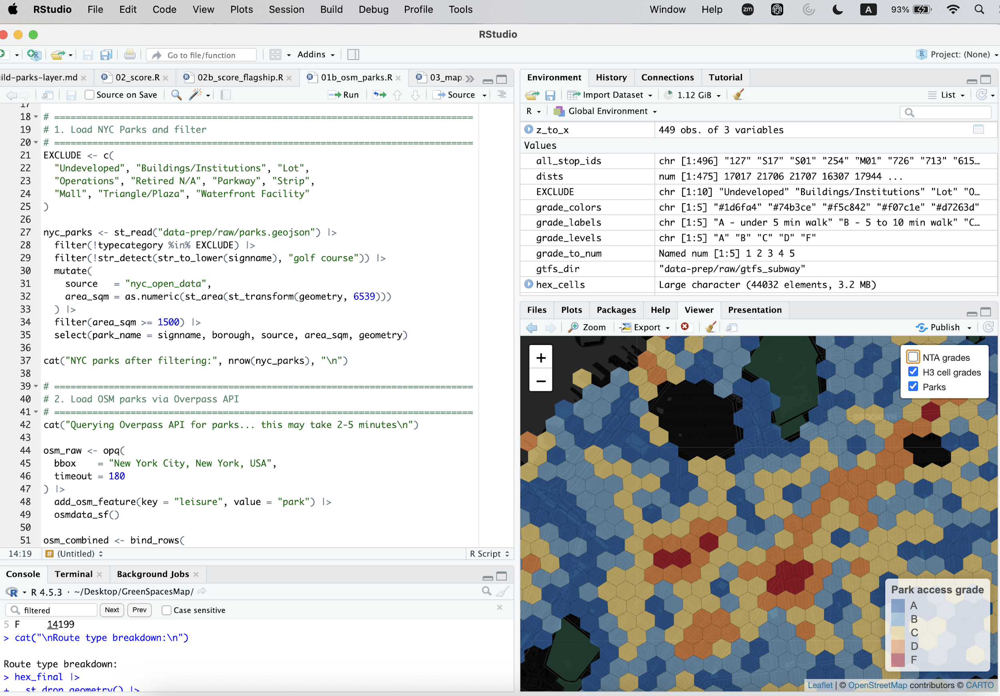 RStudio File Edit Code View Plots Session Build Debug Profile Tools Window Help zm A 93%
RStudio
Go to file/function Addins Project: (None)
ild-parks-layer.md 02_score.R 02b_score_flagship.R 01b_osm_parks.R 03_map
Source on Save Run Source
17
18 # =============================================================================
19 # 1. Load NYC Parks and filter
20 # =============================================================================
21 EXCLUDE <- c(
22 "Undeveloped", "Buildings/Institutions", "Lot",
23 "Operations", "Retired N/A", "Parkway", "Strip",
24 "Mall", "Triangle/Plaza", "Waterfront Facility"
25 )
26
27 nyc_parks <- st_read("data-prep/raw/parks.geojson") |>
28 filter(!typecategory %in% EXCLUDE) |>
29 filter(!str_detect(str_to_lower(signname), "golf course")) |>
30 mutate(
31 source = "nyc_open_data",
32 area_sqm = as.numeric(st_area(st_transform(geometry, 6539)))
33 ) |>
34 filter(area_sqm >= 1500) |>
35 select(park_name = signname, borough, source, area_sqm, geometry)
36
37 cat("NYC parks after filtering:", nrow(nyc_parks), "\n")
38
39 # =============================================================================
40 # 2. Load OSM parks via Overpass API
41 # =============================================================================
42 cat("Querying Overpass API for parks... this may take 2-5 minutes\n")
43
44 osm_raw <- opq(
45 bbox = "New York City, New York, USA",
46 timeout = 180
47 ) |>
48 add_osm_feature(key = "leisure", value = "park") |>
49 osmdata_sf()
50
51 osm_combined <- bind_rows(
14:19 # (Untitled) R Script
Console Terminal Background Jobs
R 4.5.3 · ~/Desktop/GreenSpacesMap/
filtered Next Prev Case sensitive
5 F 14199
> cat("\nRoute type breakdown:\n")
Route type breakdown:
> hex_final |>
+ st_drop_geometry() |>
Environment History Connections Tutorial
Import Dataset 1.12 GiB List
R Global Environment
z_to_x 449 obs. of 3 variables
Values
all_stop_ids chr [1:496] "127" "S17" "S01" "254" "M01" "726" "713" "615…
dists num [1:475] 17017 21706 21707 16307 17944 ...
EXCLUDE chr [1:10] "Undeveloped" "Buildings/Institutions" "Lot" "O…
grade_colors chr [1:5] "#1d6fa4" "#74b3ce" "#f5c842" "#f07c1e" "#d7263d"
grade_labels chr [1:5] "A - under 5 min walk" "B - 5 to 10 min walk" "C…
grade_levels chr [1:5] "A" "B" "C" "D" "F"
grade_to_num Named num [1:5] 1 2 3 4 5
gtfs_dir "data-prep/raw/gtfs_subway"
hex_cells Large character (44032 elements, 3.2 MB)
Files Plots Packages Help Viewer Presentation
Zoom Export Publish
+
−
NTA grades
H3 cell grades
Parks
BROOKLYN
Park access grade
A
B
C
D
F
Leaflet | © OpenStreetMap contributors © CARTO